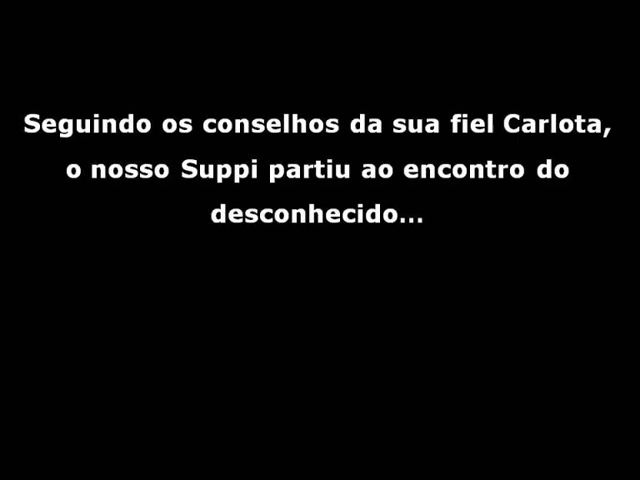 Seguindo os conselhos da sua fiel Carlota,
o nosso Suppi partiu ao encontro do
desconhecido...